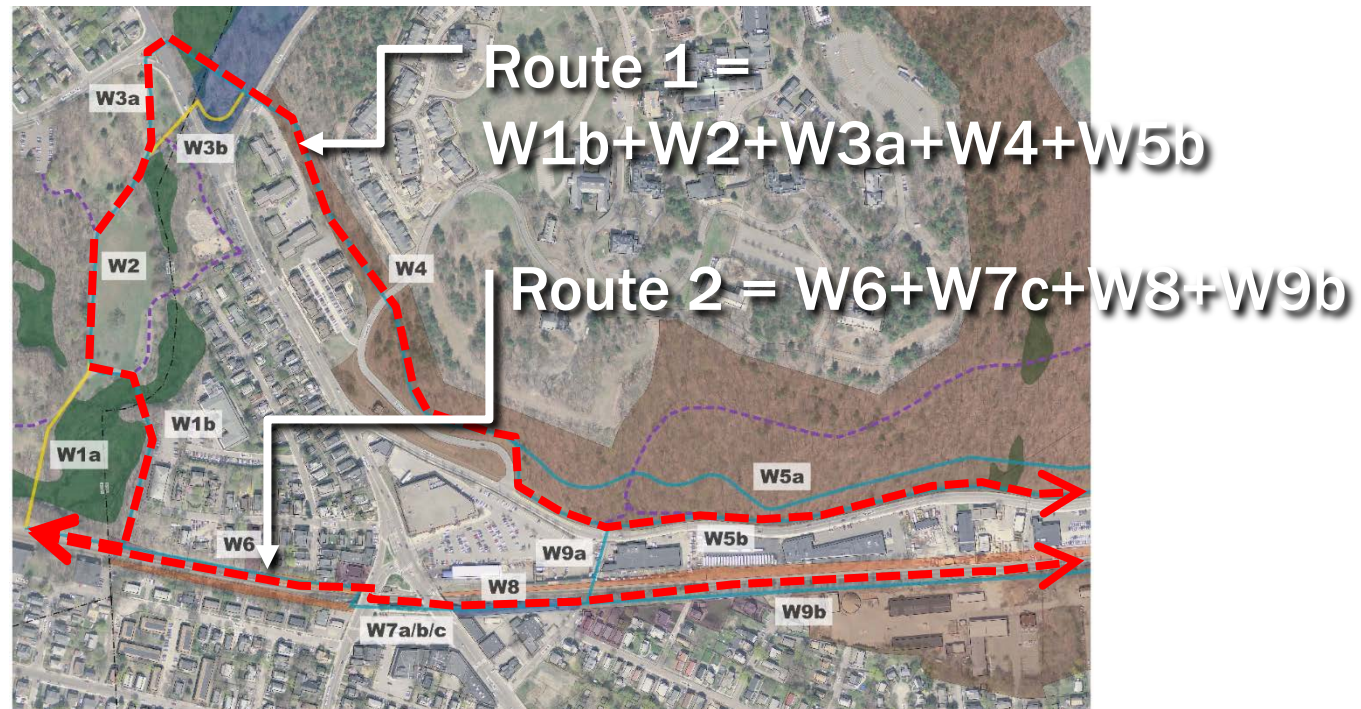 Route 1 =
W1b+W2+W3a+W4+W5b
W3a
W3b
W2
W4
Route 2 = W6+W7c+W8+W9b
W1b
W1a
W5a
W6
W9a
W5b
W8
W9b
W7a/b/c